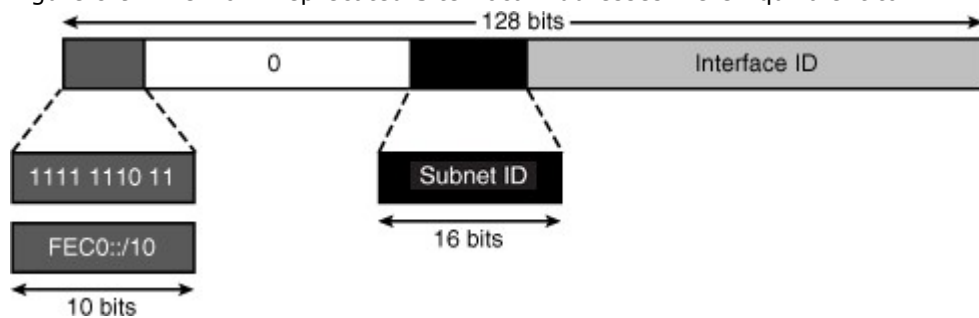 128 bits
0
Interface ID
1111 1110 11
Subnet ID
16 bits
FEC0::/10
10 bits